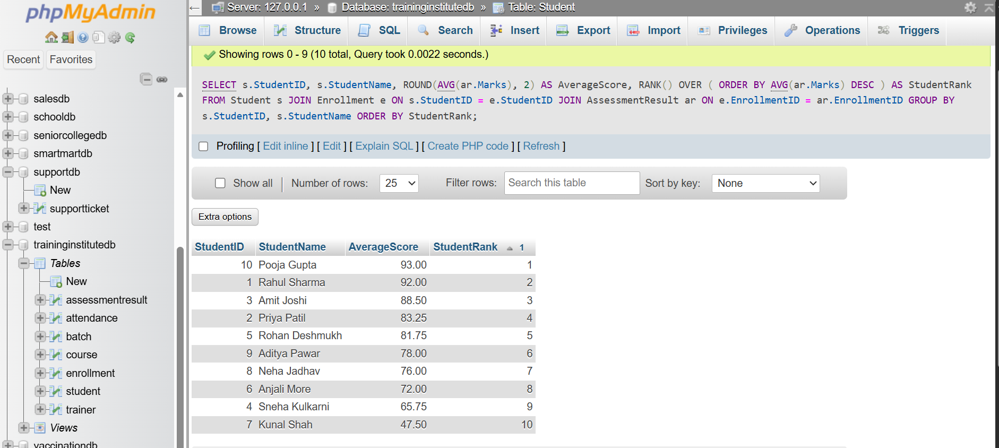 phpMyAdmin
Recent Favorites
salesdb
schooldb
seniorcollegedb
smartmartdb
supportdb
New
supportticket
test
traininginstitutedb
Tables
New
assessmentresult
attendance
batch
course
enrollment
student
trainer
Views
vaccinationdb
Server: 127.0.0.1 » Database: traininginstitutedb » Table: Student
Browse Structure SQL Search Insert Export Import Privileges Operations Triggers
Showing rows 0 - 9 (10 total, Query took 0.0022 seconds.)
SELECT s.StudentID, s.StudentName, ROUND(AVG(ar.Marks), 2) AS AverageScore, RANK() OVER ( ORDER BY AVG(ar.Marks) DESC ) AS StudentRank
FROM Student s JOIN Enrollment e ON s.StudentID = e.StudentID JOIN AssessmentResult ar ON e.EnrollmentID = ar.EnrollmentID GROUP BY
s.StudentID, s.StudentName ORDER BY StudentRank;
Profiling [ Edit inline ] [ Edit ] [ Explain SQL ] [ Create PHP code ] [ Refresh ]
Show all Number of rows: 25 Filter rows: Search this table Sort by key: None
Extra options
StudentID StudentName AverageScore StudentRank 1
10 Pooja Gupta 93.00 1
1 Rahul Sharma 92.00 2
3 Amit Joshi 88.50 3
2 Priya Patil 83.25 4
5 Rohan Deshmukh 81.75 5
9 Aditya Pawar 78.00 6
8 Neha Jadhav 76.00 7
6 Anjali More 72.00 8
4 Sneha Kulkarni 65.75 9
7 Kunal Shah 47.50 10